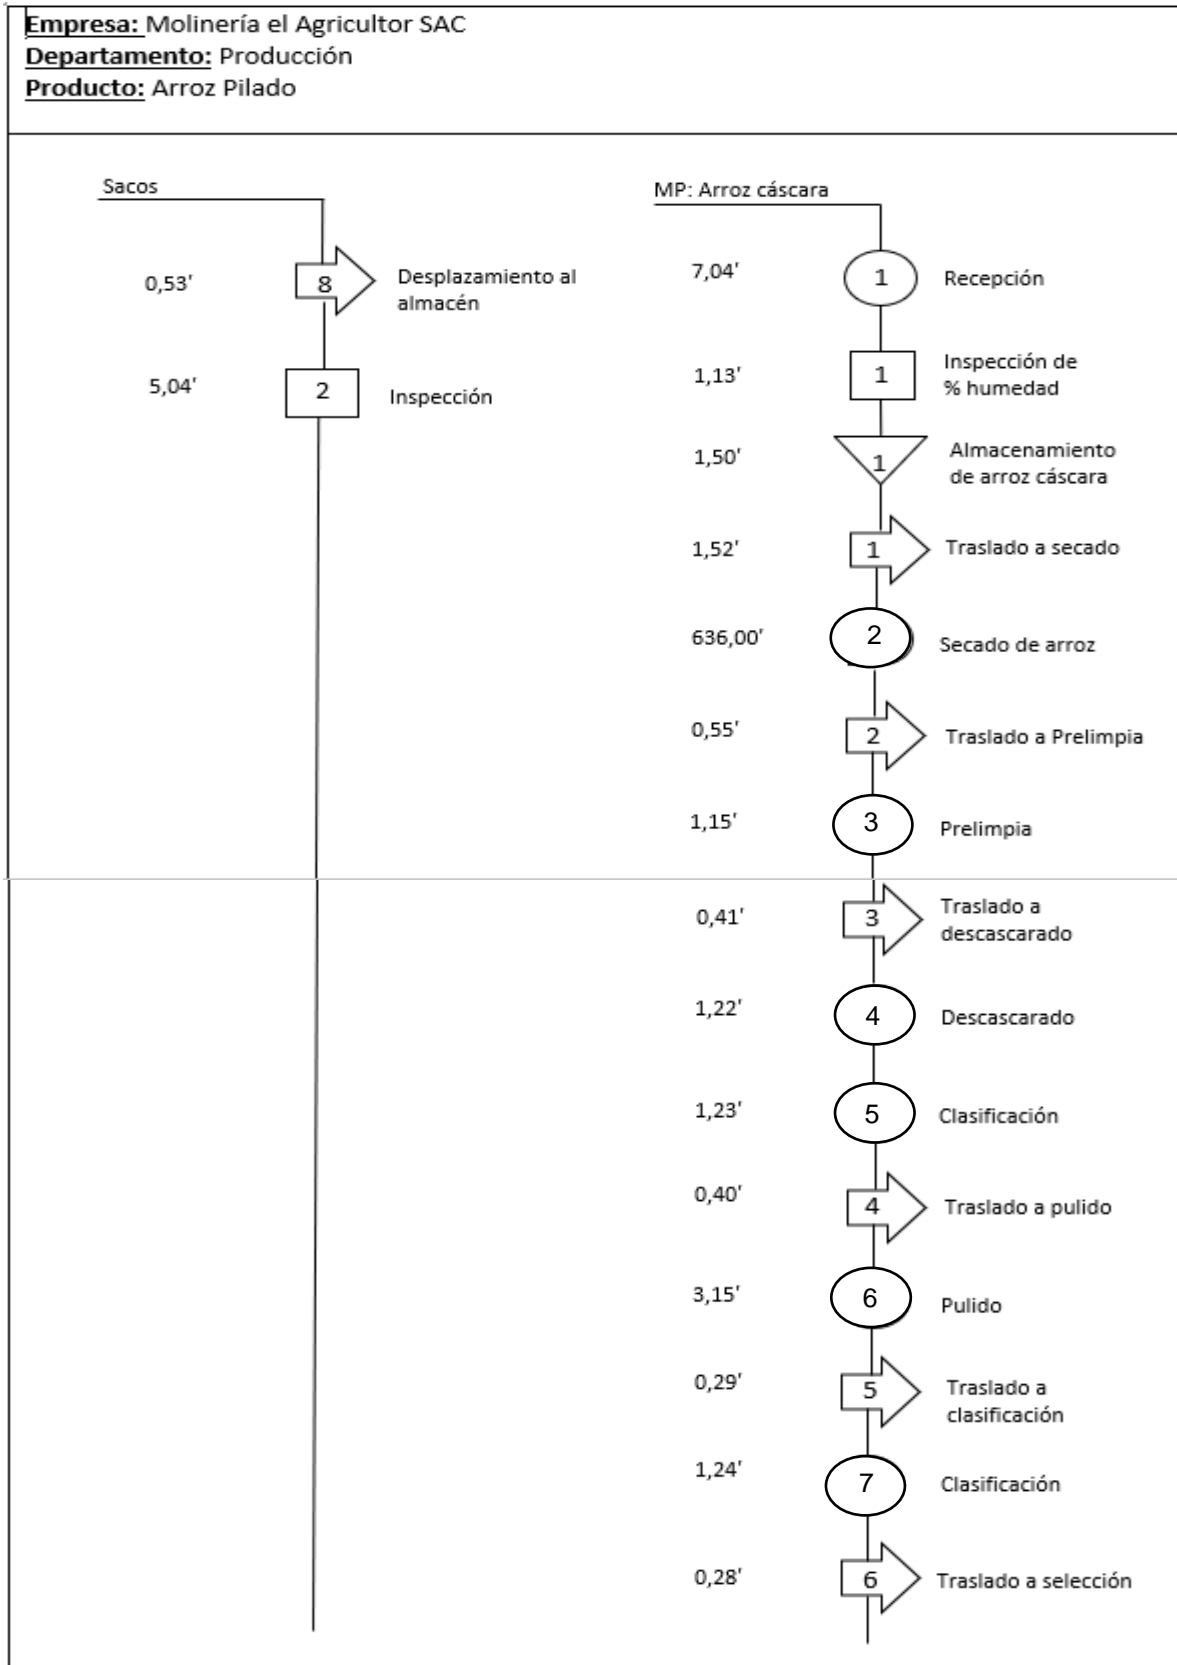 Empresa: Molinería el Agricultor SAC
Departamento: Producción
Producto: Arroz Pilado
Sacos
0,53'
8
Desplazamiento al
almacén
5,04'
2
Inspección
MP: Arroz cáscara
7,04'
1
Recepción
1,13'
1
Inspección de
% humedad
1,50'
1
Almacenamiento
de arroz cáscara
1,52'
1
Traslado a secado
636,00'
2
Secado de arroz
0,55'
2
Traslado a Prelimpia
1,15'
3
Prelimpia
0,41'
3
Traslado a
descascarado
1,22'
4
Descascarado
1,23'
5
Clasificación
0,40'
4
Traslado a pulido
3,15'
6
Pulido
0,29'
5
Traslado a
clasificación
1,24'
7
Clasificación
0,28'
6
Traslado a selección